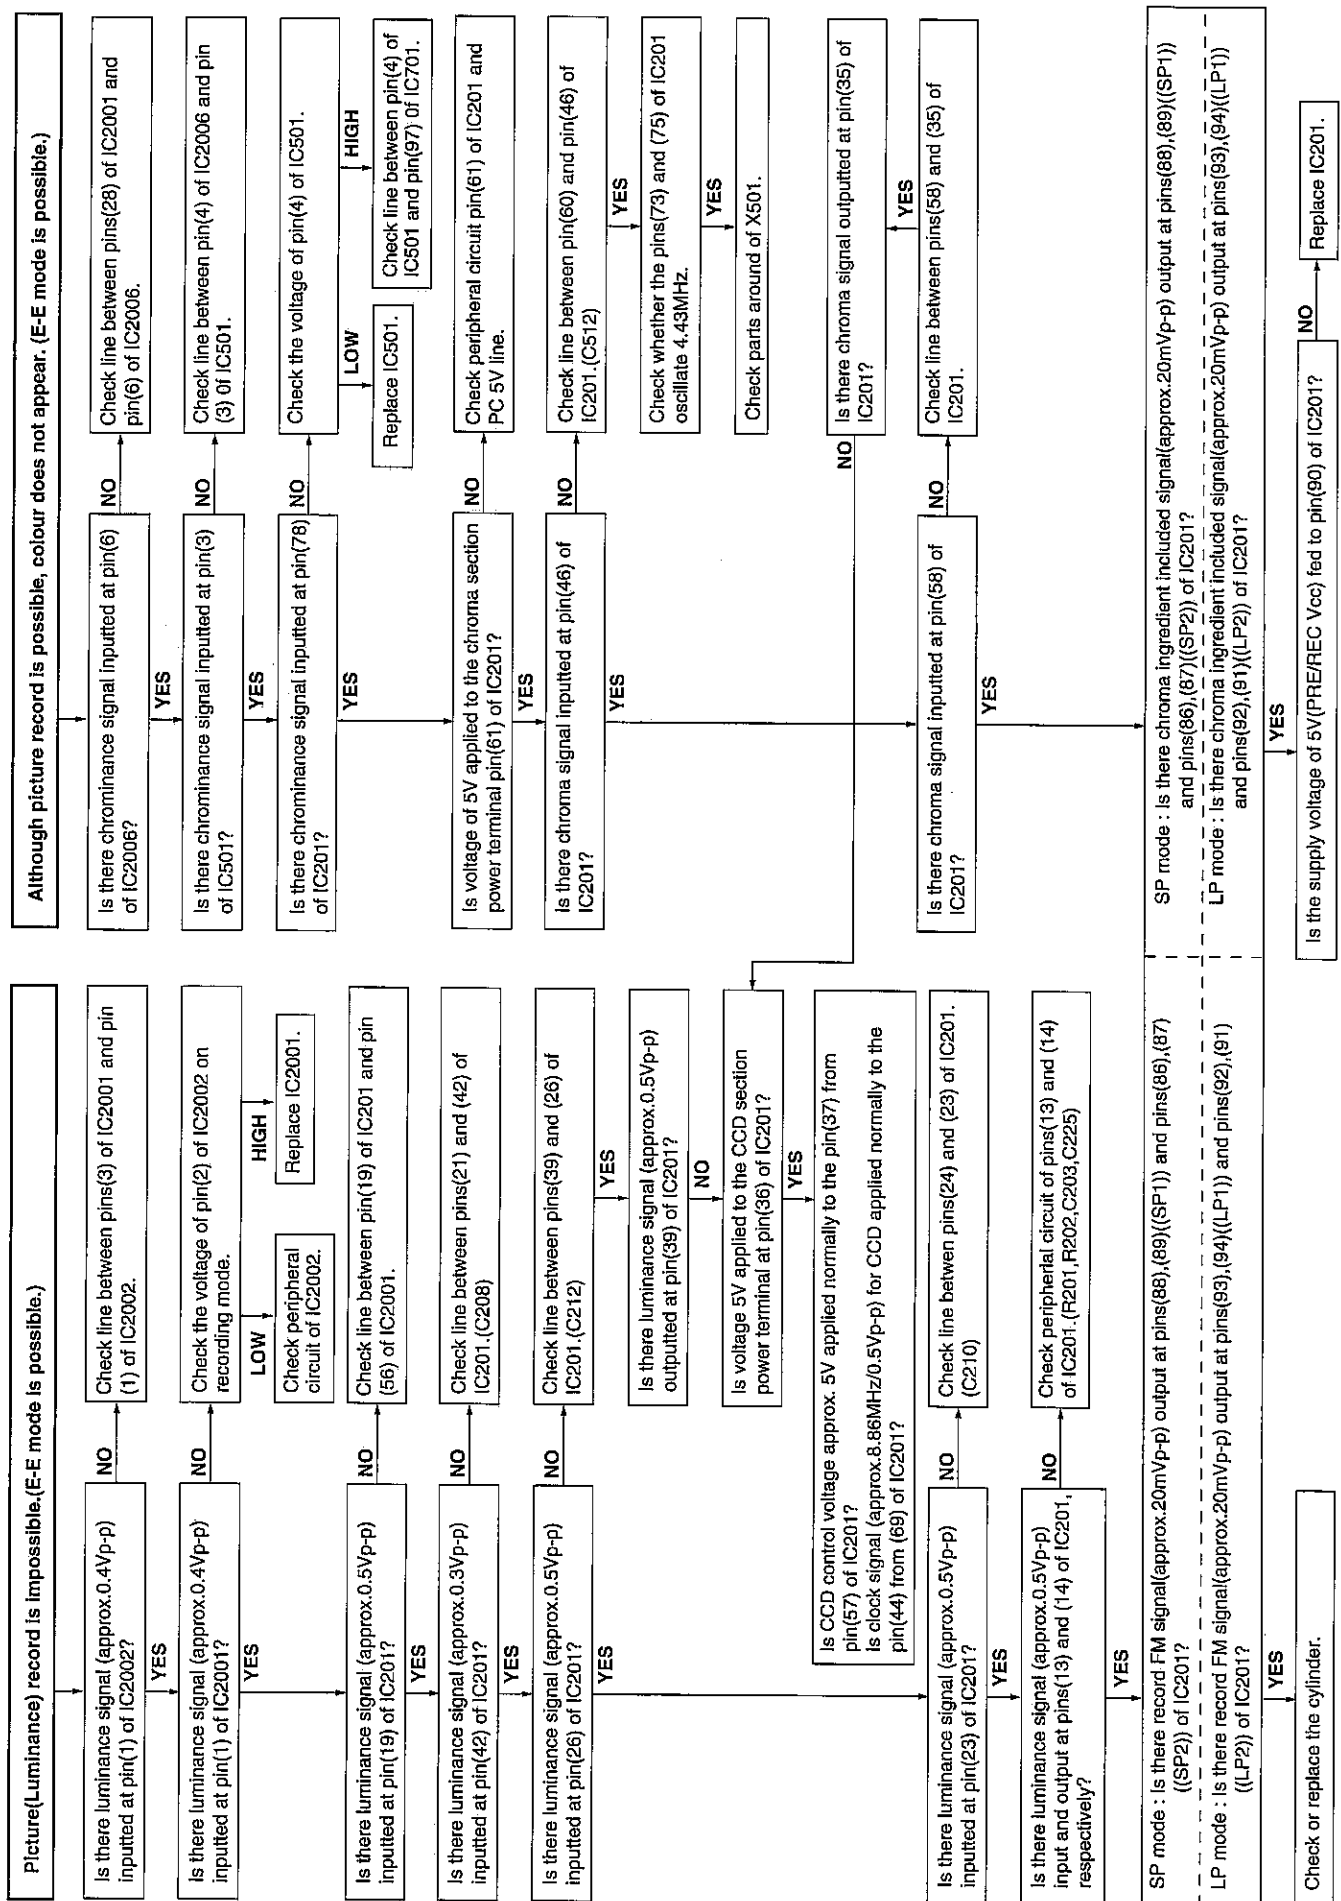 Picture(Luminance) record is impossible.(E-E mode is possible.)
Is there luminance signal (approx.0.4Vp-p)
inputted at pin(1) of IC2002?
NO
Check line between pins(3) of IC2001 and pin
(1) of IC2002.
YES
Is there luminance signal (approx.0.4Vp-p)
inputted at pin(1) of IC2001?
NO
Check the voltage of pin(2) of IC2002 on
recording mode.
LOW
HIGH
Check peripheral
circuit of IC2002.
Replace IC2001.
YES
Is there luminance signal (approx.0.5Vp-p)
inputted at pin(19) of IC201?
NO
Check line between pin(19) of IC201 and pin
(56) of IC2001.
YES
Is there luminance signal (approx.0.3Vp-p)
inputted at pin(42) of IC201?
NO
Check line between pins(21) and (42) of
IC201.(C208)
YES
Is there luminance signal (approx.0.5Vp-p)
inputted at pin(26) of IC201?
NO
Check line between pins(39) and (26) of
IC201.(C212)
YES
Is there luminance signal (approx.0.5Vp-p)
outputted at pin(39) of IC201?
NO
Is voltage 5V applied to the CCD section
power terminal at pin(36) of IC201?
YES
Is CCD control voltage approx. 5V applied normally to the pin(37) from
pin(57) of IC201?
Is clock signal (approx.8.86MHz/0.5Vp-p) for CCD applied normally to the
pin(44) from (69) of IC201?
YES
Is there luminance signal (approx.0.5Vp-p)
inputted at pin(23) of IC201?
NO
Check line between pins(24) and (23) of IC201.
(C210)
YES
Is there luminance signal (approx.0.5Vp-p)
input and output at pins(13) and (14) of IC201,
respectively?
NO
Check peripherial circuit of pins(13) and (14)
of IC201.(R201,R202,C203,C225)
YES
SP mode : Is there record FM signal(approx.20mVp-p) output at pins(88),(89)((SP1)) and pins(86),(87)
((SP2)) of IC201?
LP mode : Is there record FM signal(approx.20mVp-p) output at pins(93),(94)((LP1)) and pins(92),(91)
((LP2)) of IC201?
YES
Check or replace the cylinder.
Although picture record is possible, colour does not appear. (E-E mode is possible.)
Is there chrominance signal inputted at pin(6)
of IC2006?
NO
Check line between pins(28) of IC2001 and
pin(6) of IC2006.
YES
Is there chrominance signal inputted at pin(3)
of IC501?
NO
Check line between pin(4) of IC2006 and pin
(3) 0f IC501.
YES
Is there chrominance signal inputted at pin(78)
of IC201?
NO
Check the voltage of pin(4) of IC501.
LOW
HIGH
Replace IC501.
Check line between pin(4) of
IC501 and pin(97) of IC701.
YES
Is voltage of 5V applied to the chroma section
power terminal pin(61) of IC201?
NO
Check peripheral circuit pin(61) of IC201 and
PC 5V line.
YES
Is there chroma signal inputted at pin(46) of
IC201?
NO
Check line between pin(60) and pin(46) of
IC201.(C512)
YES
Check whether the pins(73) and (75) of IC201
oscillate 4.43MHz.
YES
Check parts around of X501.
YES
Is there chroma signal outputted at pin(35) of
IC201?
NO
YES
Is there chroma signal inputted at pin(58) of
IC201?
NO
Check line between pins(58) and (35) of
IC201.
YES
SP mode : Is there chroma ingredient included signal(approx.20mVp-p) output at pins(88),(89)((SP1))
and pins(86),(87)((SP2)) of IC201?
LP mode : Is there chroma ingredient included signal(approx.20mVp-p) output at pins(93),(94)((LP1))
and pins(92),(91)((LP2)) of IC201?
YES
Is the supply voltage of 5V(PRE/REC Vcc) fed to pin(90) of IC201?
NO
Replace IC201.